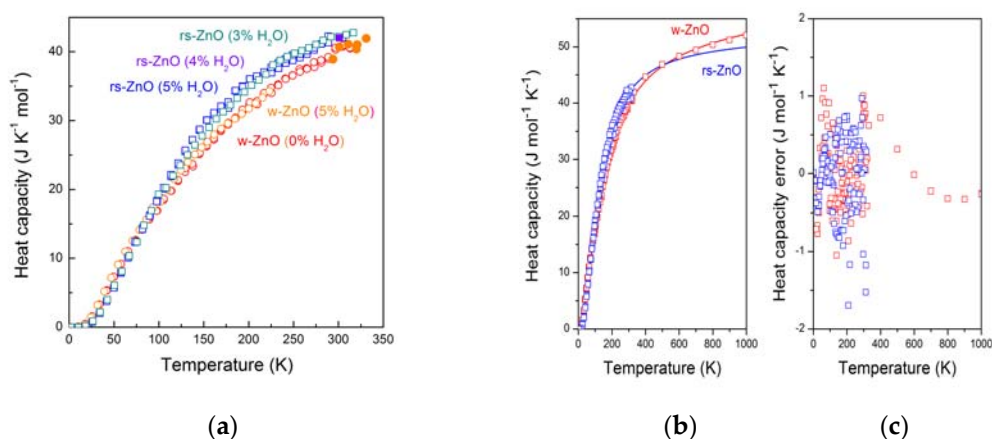 rs-ZnO (3% H₂O)
rs-ZnO (4% H₂O)
rs-ZnO (5% H₂O)
w-ZnO (5% H₂O)
w-ZnO (0% H₂O)
Heat capacity (J K⁻¹ mol⁻¹)
40
30
20
10
0
0 50 100 150 200 250 300 350
Temperature (K)
(a)
w-ZnO
rs-ZnO
Heat capacity (J mol⁻¹ K⁻¹)
50
40
30
20
10
0
0 200 400 600 800 1000
Temperature (K)
(b)
Heat capacity error (J mol⁻¹ K⁻¹)
2
1
0
-1
-2
0 200 400 600 800 1000
Temperature (K)
(c)